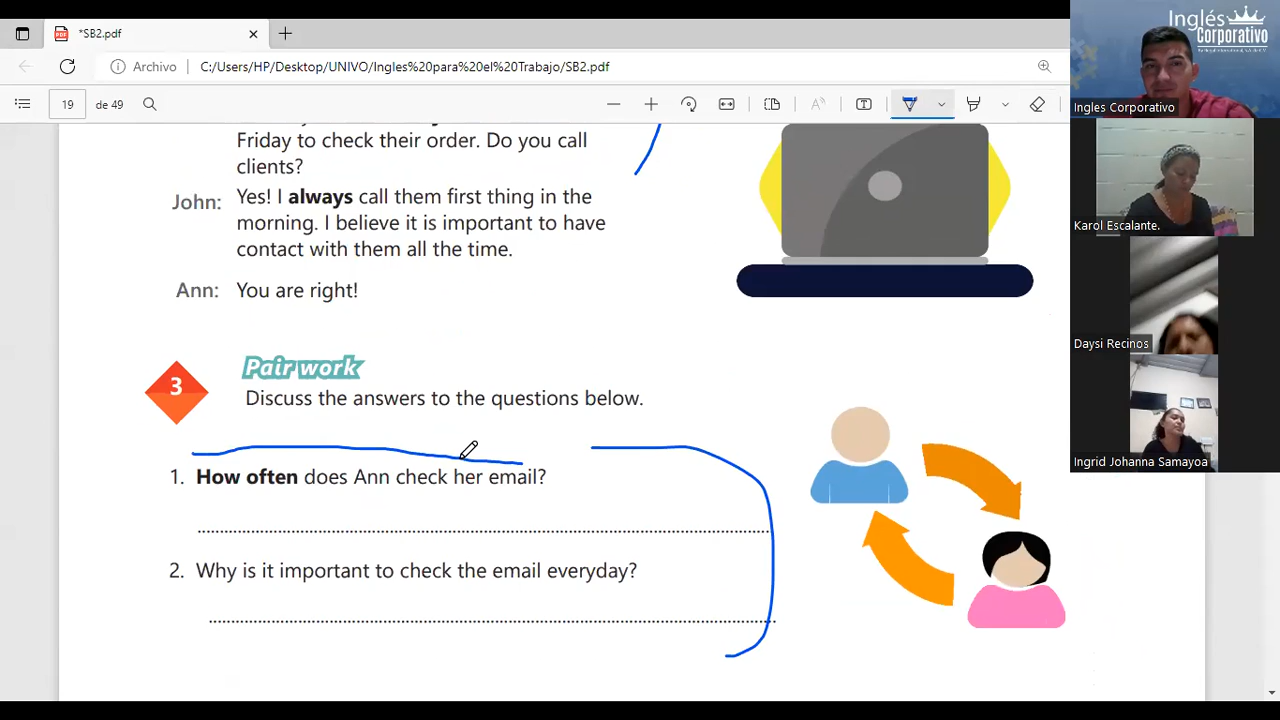 *SB2.pdf
Archivo
C:/Users/HP/Desktop/UNIVO/Ingles%20para%20el%20Trabajo/SB2.pdf
19
de 49
Friday to check their order. Do you call
clients?
John:
Yes! I always call them first thing in the
morning. I believe it is important to have
contact with them all the time.
Ann:
You are right!
3
Pair work
Discuss the answers to the questions below.
1. How often does Ann check her email?
2. Why is it important to check the email everyday?
Inglés
Corporativo
Ingles Corporativo
Karol Escalante.
Daysi Recinos
Ingrid Johanna Samayoa